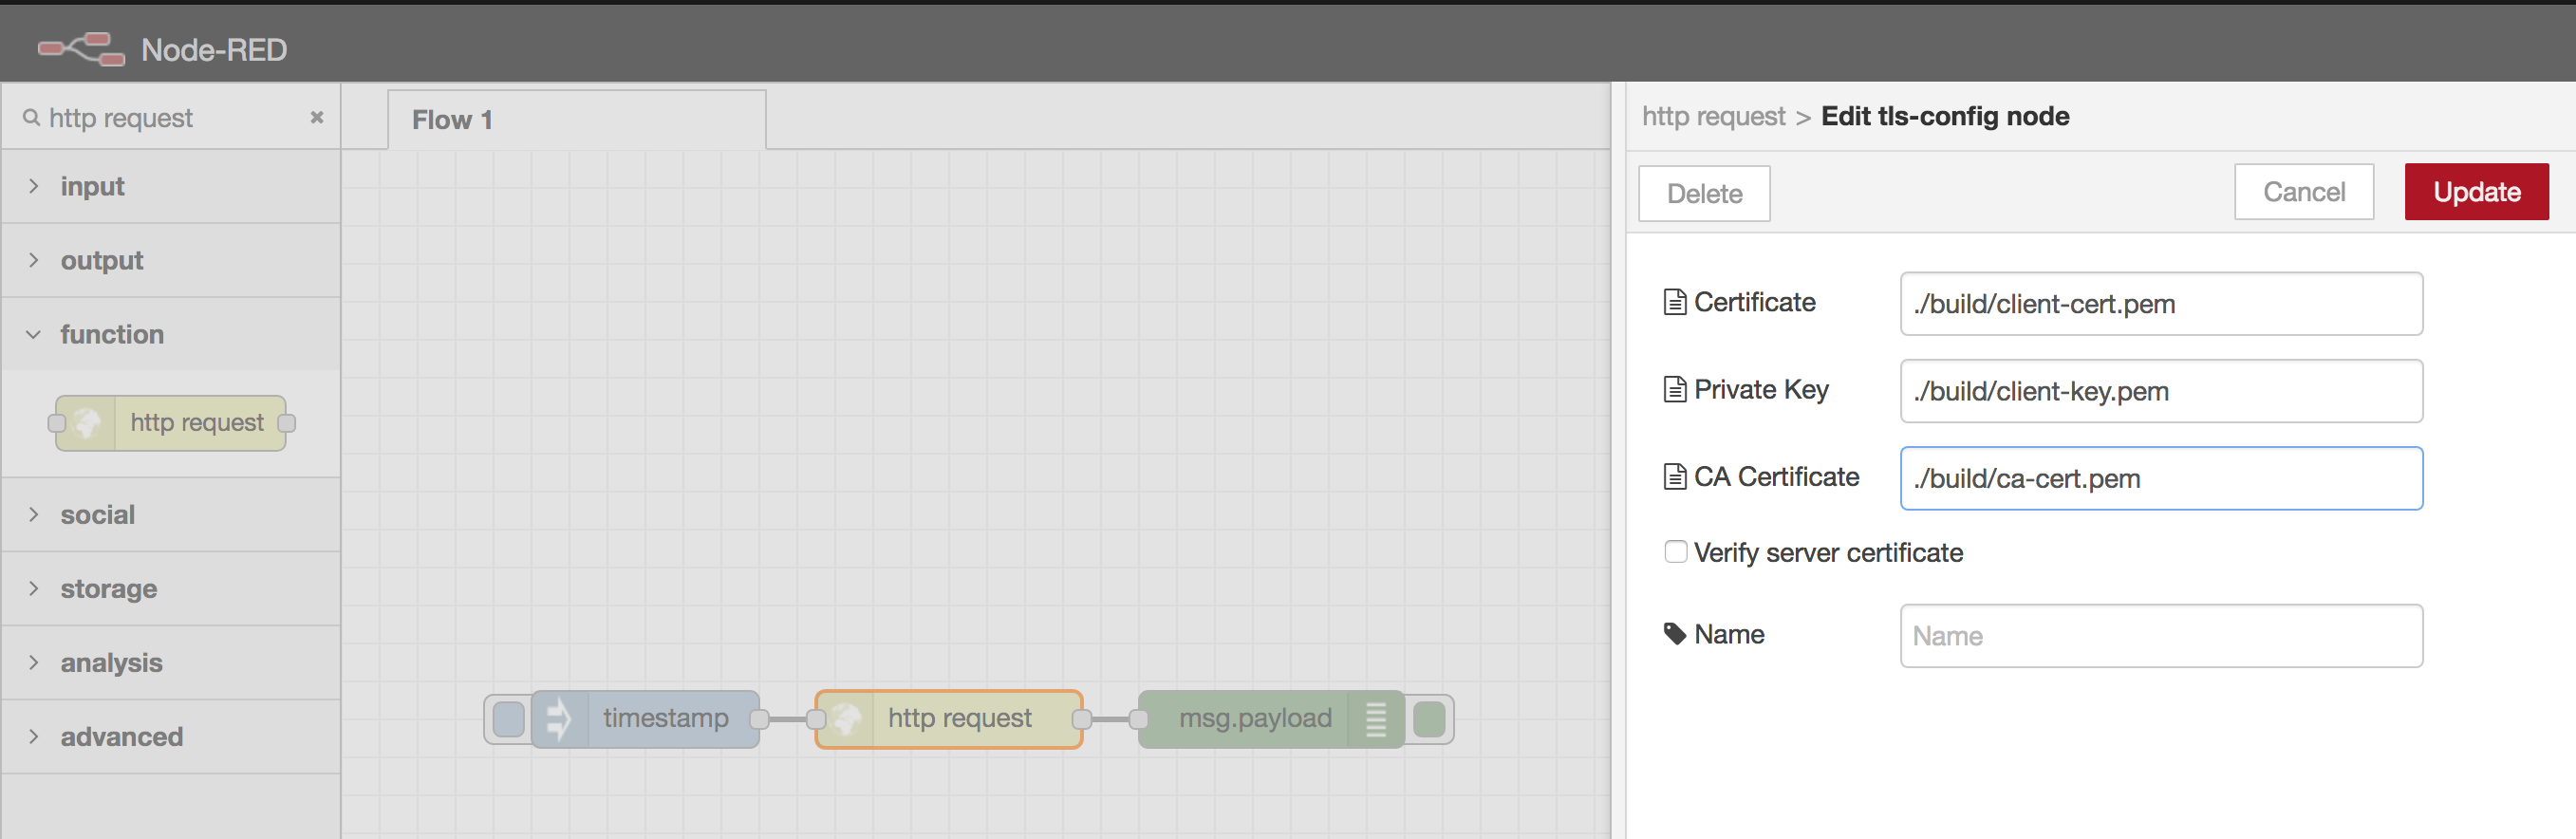 Node-RED
http request
input
output
function
http request
social
storage
analysis
advanced
Flow 1
timestamp
http request
msg.payload
http request > Edit tls-config node
Delete
Cancel
Update
Certificate
./build/client-cert.pem
Private Key
./build/client-key.pem
CA Certificate
./build/ca-cert.pem
Verify server certificate
Name
Name